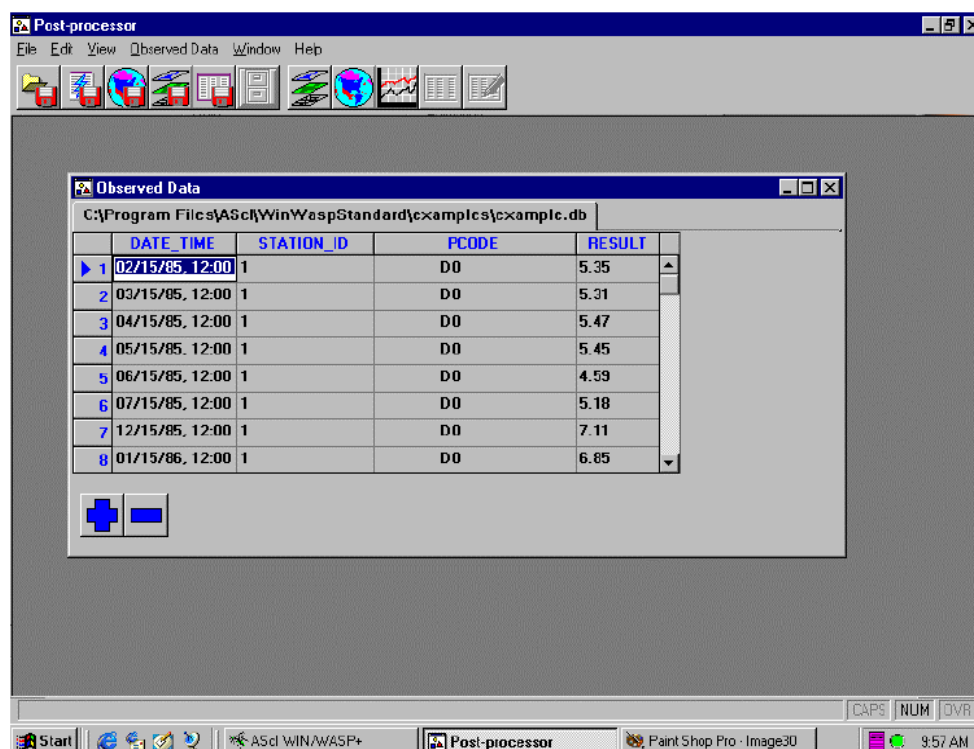 Post-processor
File Edit View Observed Data Window Help
Observed Data
C:\Program Files\AScI\WinWaspStandard\examples\example.db
DATE_TIME STATION_ID PCODE RESULT
1 02/15/85, 12:00 1 DO 5.35
2 03/15/85, 12:00 1 DO 5.31
3 04/15/85, 12:00 1 DO 5.47
4 05/15/85, 12:00 1 DO 5.45
5 06/15/85, 12:00 1 DO 4.59
6 07/15/85, 12:00 1 DO 5.18
7 12/15/85, 12:00 1 DO 7.11
8 01/15/86, 12:00 1 DO 6.85
CAPS NUM OVR
Start AScI WIN/WASP+ Post-processor Paint Shop Pro - Image30 9:57 AM